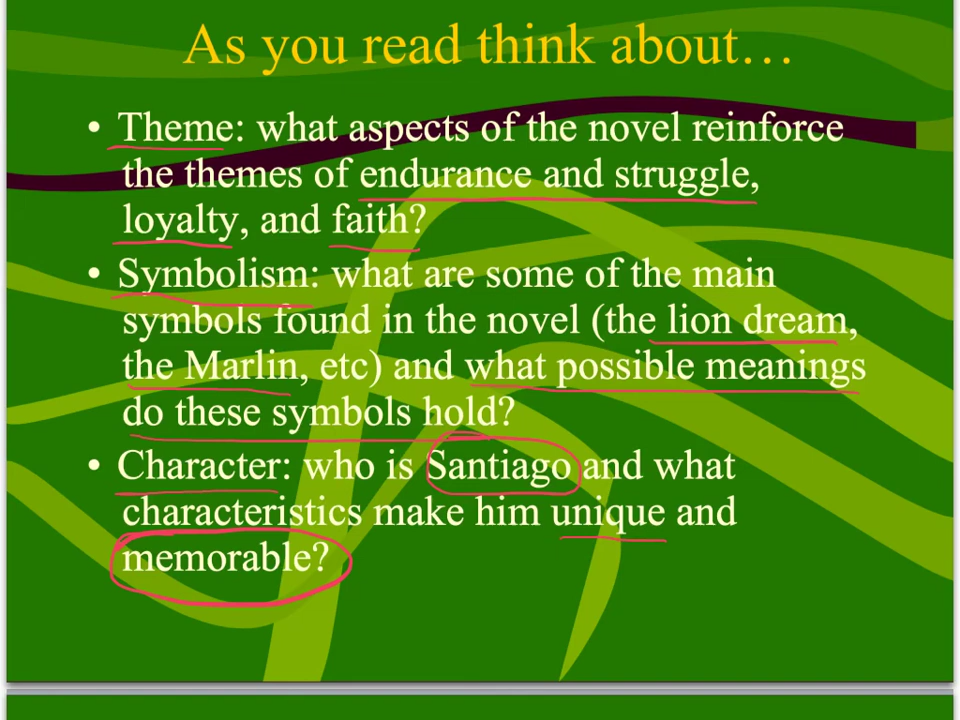 As you read think about…
• Theme: what aspects of the novel reinforce
the themes of endurance and struggle,
loyalty, and faith?
• Symbolism: what are some of the main
symbols found in the novel (the lion dream,
the Marlin, etc) and what possible meanings
do these symbols hold?
• Character: who is Santiago and what
characteristics make him unique and
memorable?